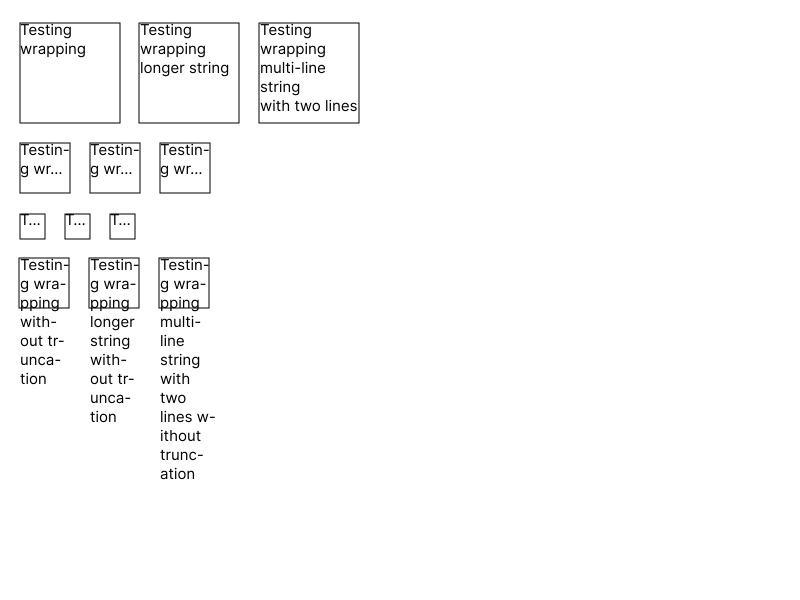 Testing
wrapping
Testing
wrapping
longer string
Testing
wrapping
multi-line
string
with two lines
Testin-
g wr...
Testin-
g wr...
Testin-
g wr...
T...
T...
T...
Testin-
g wra-
pping
with-
out tr-
unca-
tion
Testin-
g wra-
pping
longer
string
with-
out tr-
unca-
tion
Testin-
g wra-
pping
multi-
line
string
with
two
lines w-
ithout
trunc-
ation